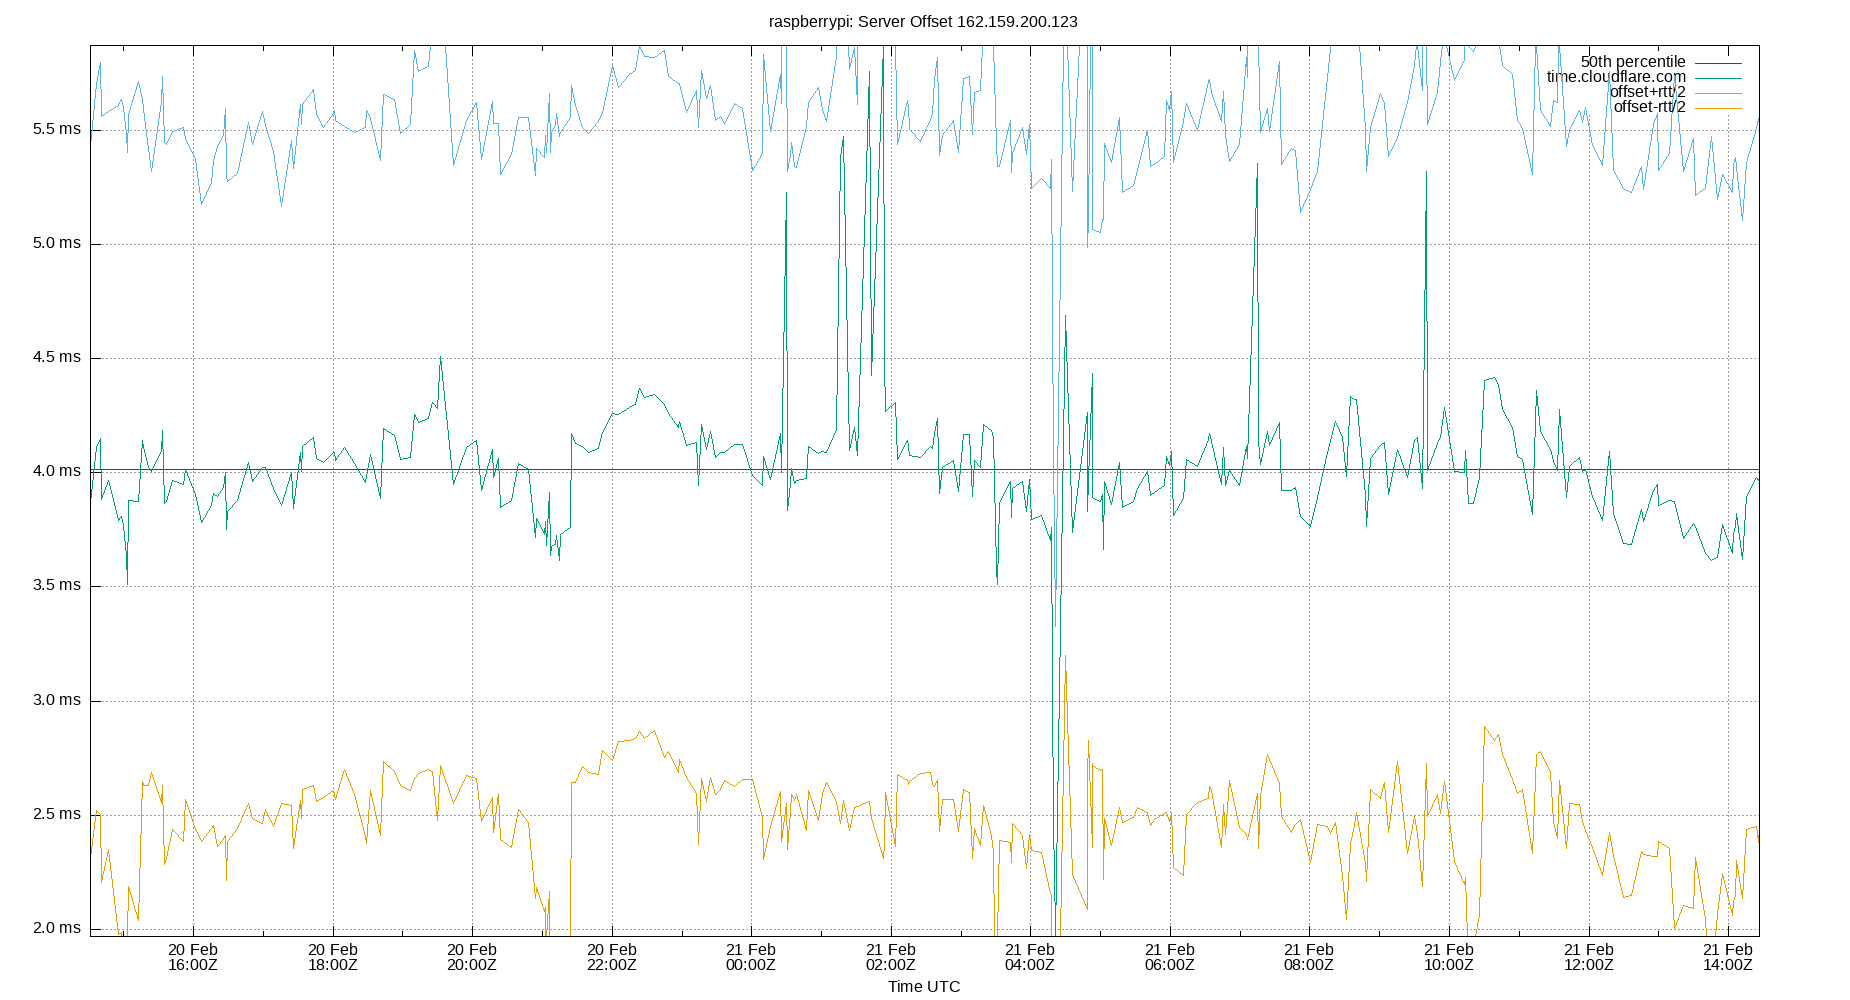 raspberrypi: Server Offset 162.159.200.123
50th percentile
time.cloudflare.com
offset+rtt/2
offset-rtt/2
5.5 ms
5.0 ms
4.5 ms
4.0 ms
3.5 ms
3.0 ms
2.5 ms
2.0 ms
20 Feb 20 Feb 20 Feb 20 Feb 21 Feb 21 Feb 21 Feb 21 Feb 21 Feb 21 Feb 21 Feb 21 Feb
16:00Z 18:00Z 20:00Z 22:00Z 00:00Z 02:00Z 04:00Z 06:00Z 08:00Z 10:00Z 12:00Z 14:00Z
Time UTC